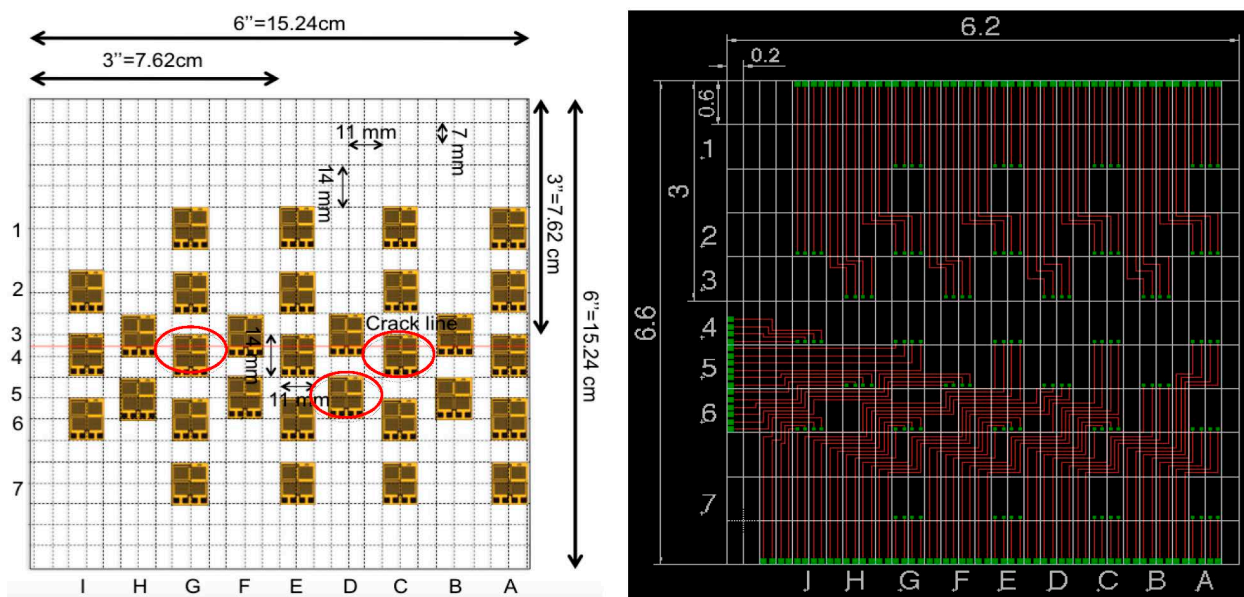 6’’=15.24cm
3’’=7.62cm
11 mm
7 mm
14 mm
3’’=7.62 cm
6’’=15.24 cm
1
2
3
Crack line
4
14 mm
5
11 mm
6
7
I H G F E D C B A
6.2
0.2
0.6
1
3
2
3
6.6
4
5
6
7
J H G F E D C B A